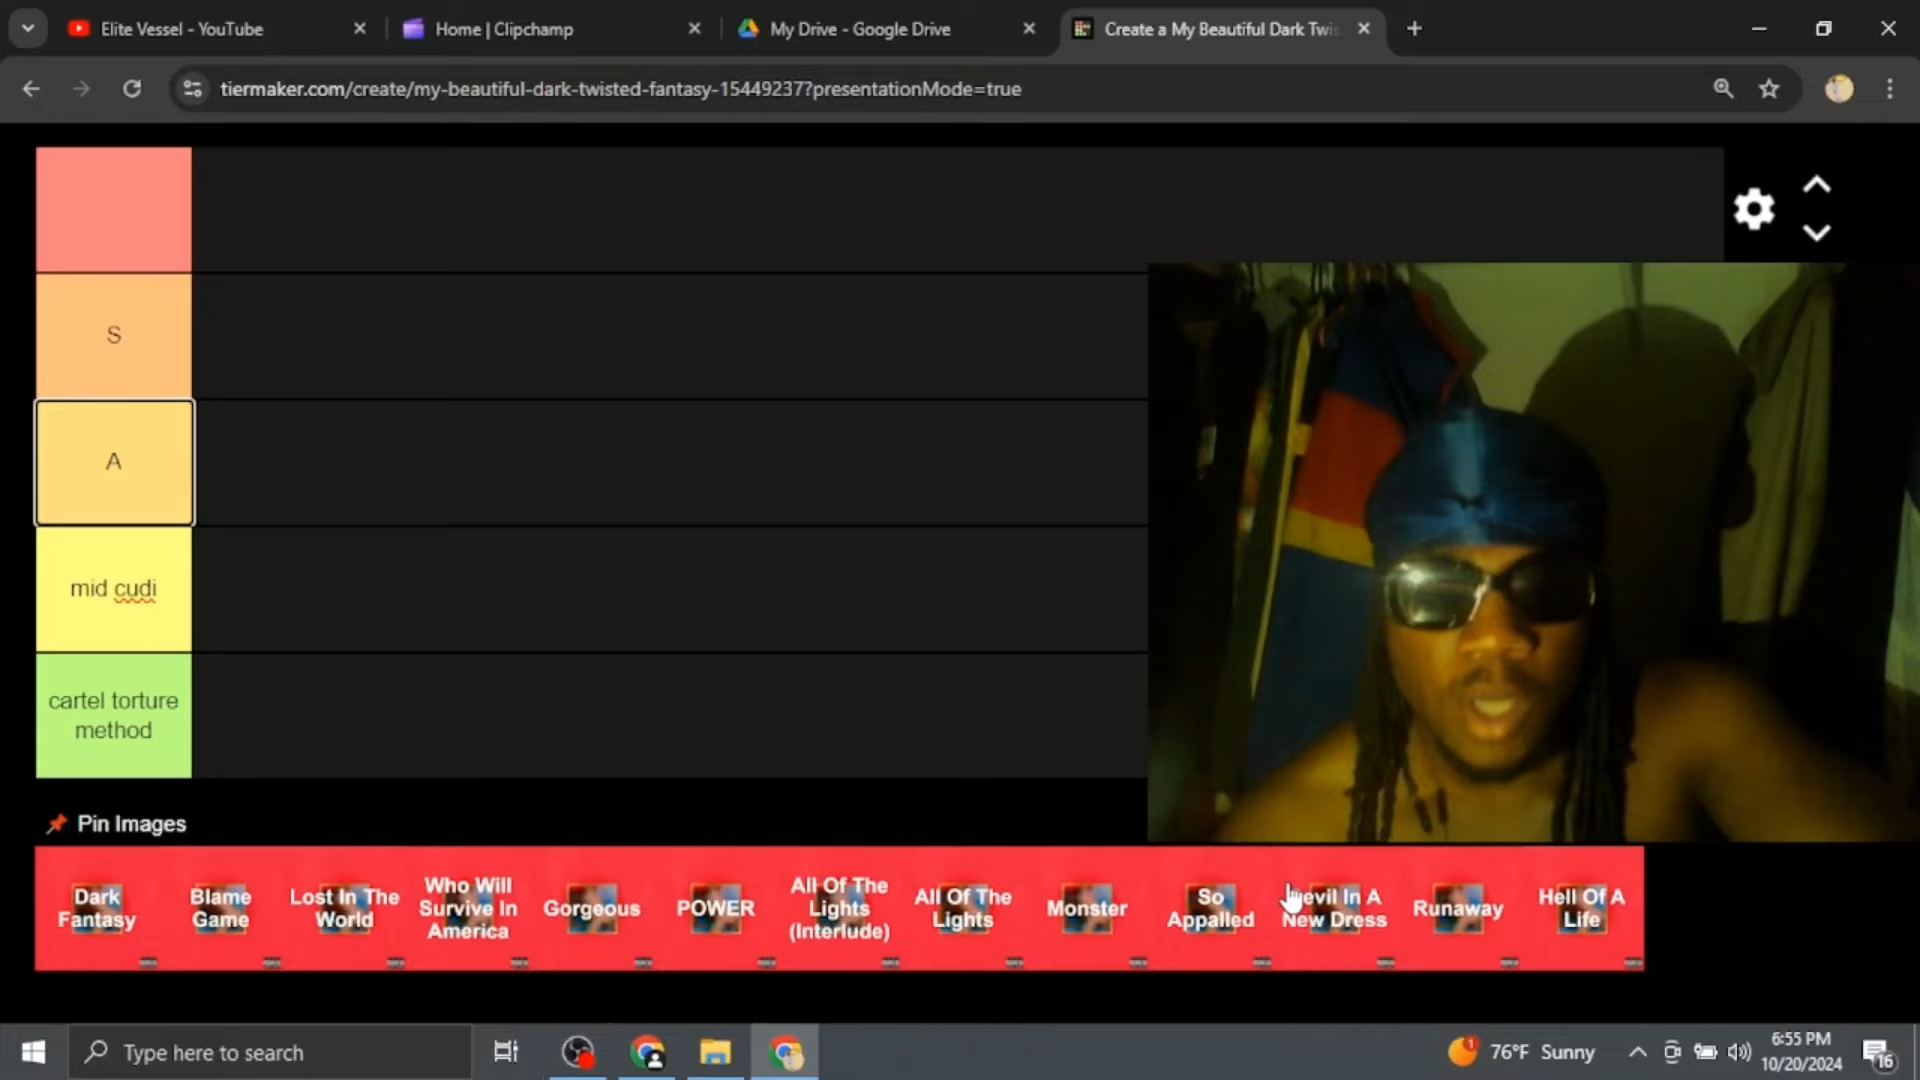 Elite Vessel - YouTube
Home | Clipchamp
My Drive - Google Drive
Create a My Beautiful Dark Twis
tiermaker.com/create/my-beautiful-dark-twisted-fantasy-15449237?presentationMode=true
S
A
mid cudi
cartel torture
method
Pin Images
Dark
Fantasy
Blame
Game
Lost In The
World
Who Will
Survive In
America
Gorgeous
POWER
All Of The
Lights
(Interlude)
All Of The
Lights
Monster
So
Appalled
Devil In A
New Dress
Runaway
Hell Of A
Life
Type here to search
1
76°F Sunny
6:55 PM
10/20/2024
16